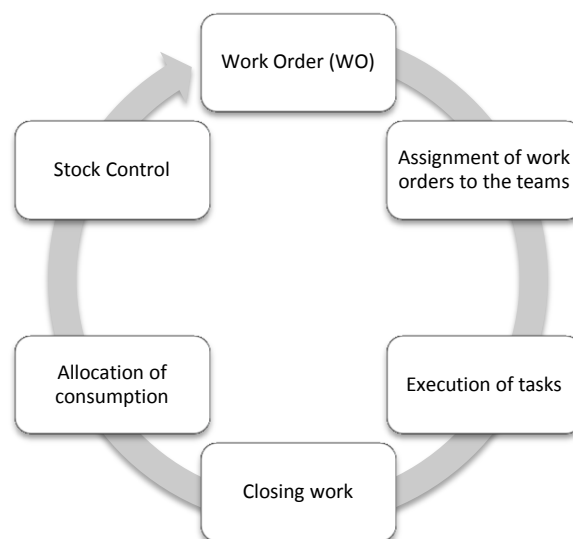 Work Order (WO)
Assignment of work
orders to the teams
Execution of tasks
Closing work
Allocation of
consumption
Stock Control